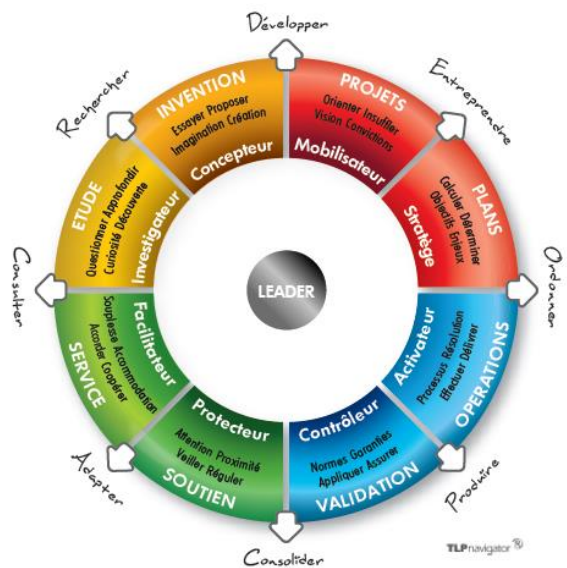 Développer
Entreprendre
Ordonner
Produire
Consolider
Adapter
Consulter
Rechercher
PROJETS
Orienter Insuffler
Vision Convictions
Mobilisateur
PLANS
Calculer Déterminer
Objectifs Enjeux
Stratège
OPERATIONS
Processus Résolution
Effectuer Délivrer
Activateur
Contrôleur
Normes Garanties
Appliquer Assurer
VALIDATION
Protecteur
Attention Proximité
Veiller Réguler
SOUTIEN
Facilitateur
Souplesse Accommodation
Accorder Coopérer
SERVICE
ETUDE
Questionner Approfondir
Curiosité Découverte
Investigateur
INVENTION
Essayer Proposer
Imagination Création
Concepteur
LEADER
TLPnavigator ®